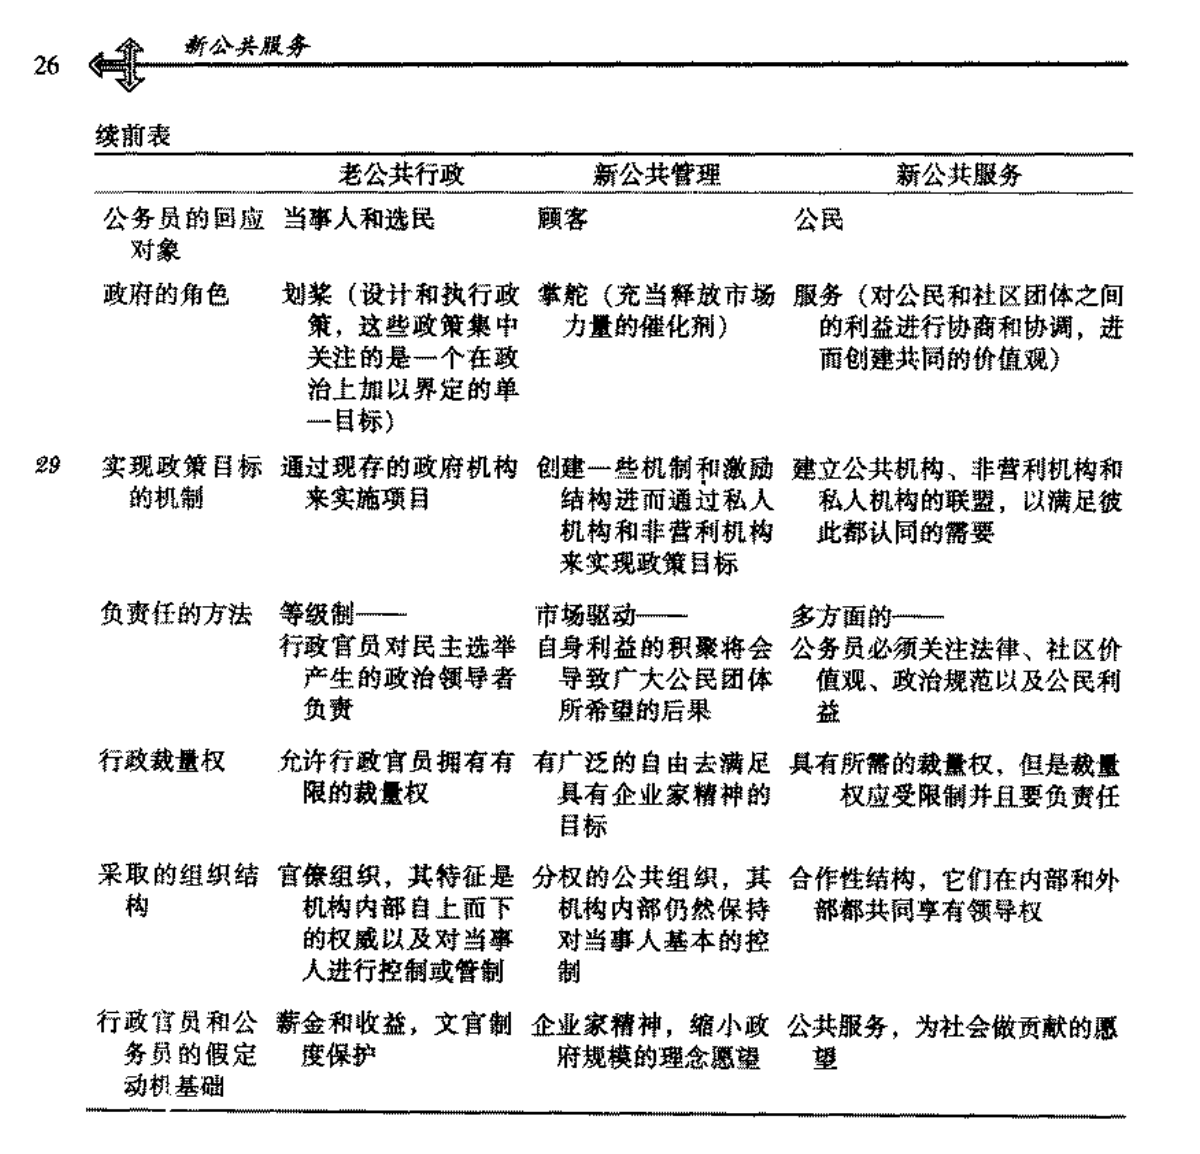 26
新公共服务
续前表
老公共行政 新公共管理 新公共服务
公务员的回应 当事人和选民 顾客 公民
对象
政府的角色 划桨（设计和执行政 掌舵（充当释放市场 服务（对公民和社区团体之间
策，这些政策集中 力量的催化剂） 的利益进行协商和协调，进
关注的是一个在政 而创建共同的价值观）
治上加以界定的单
一目标）
29 实现政策目标 通过现存的政府机构 创建一些机制和激励 建立公共机构、非营利机构和
的机制 来实施项目 结构进而通过私人 私人机构的联盟，以满足彼
机构和非营利机构 此都认同的需要
来实现政策目标
负责任的方法 等级制—— 市场驱动—— 多方面的——
行政官员对民主选举 自身利益的积聚将会 公务员必须关注法律、社区价
产生的政治领导者 导致广大公民团体 值观、政治规范以及公民利
负责 所希望的后果 益
行政裁量权 允许行政官员拥有有 有广泛的自由去满足 具有所需的裁量权，但是裁量
限的裁量权 具有企业家精神的 权应受限制并且要负责任
目标
采取的组织结 官僚组织，其特征是 分权的公共组织，其 合作性结构，它们在内部和外
构 机构内部自上而下 机构内部仍然保持 部都共同享有领导权
的权威以及对当事 对当事人基本的控
人进行控制或管制 制
行政官员和公 薪金和收益，文官制 企业家精神，缩小政 公共服务，为社会做贡献的愿
务员的假定 度保护 府规模的理念愿望 望
动机基础